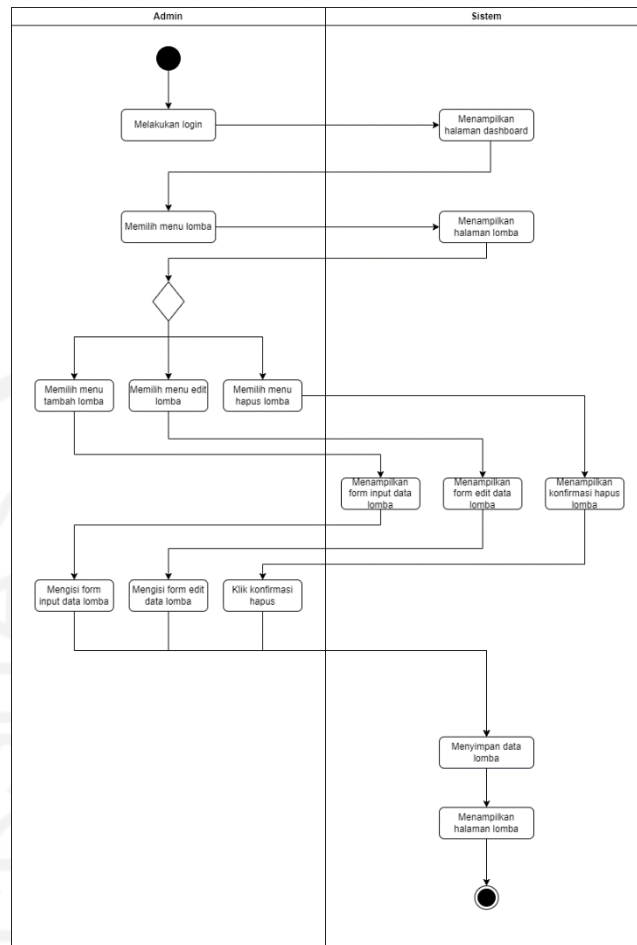 Admin
Sistem
Melakukan login
Menampilkan
halaman dashboard
Memilih menu lomba
Menampilkan
halaman lomba
Memilih menu
tambah lomba
Memilih menu edit
lomba
Memilih menu
hapus lomba
Menampilkan
form input data
lomba
Menampilkan
form edit data
lomba
Menampilkan
konfirmasi hapus
lomba
Mengisi form
input data lomba
Mengisi form edit
data lomba
Klik konfirmasi
hapus
Menyimpan data
lomba
Menampilkan
halaman lomba